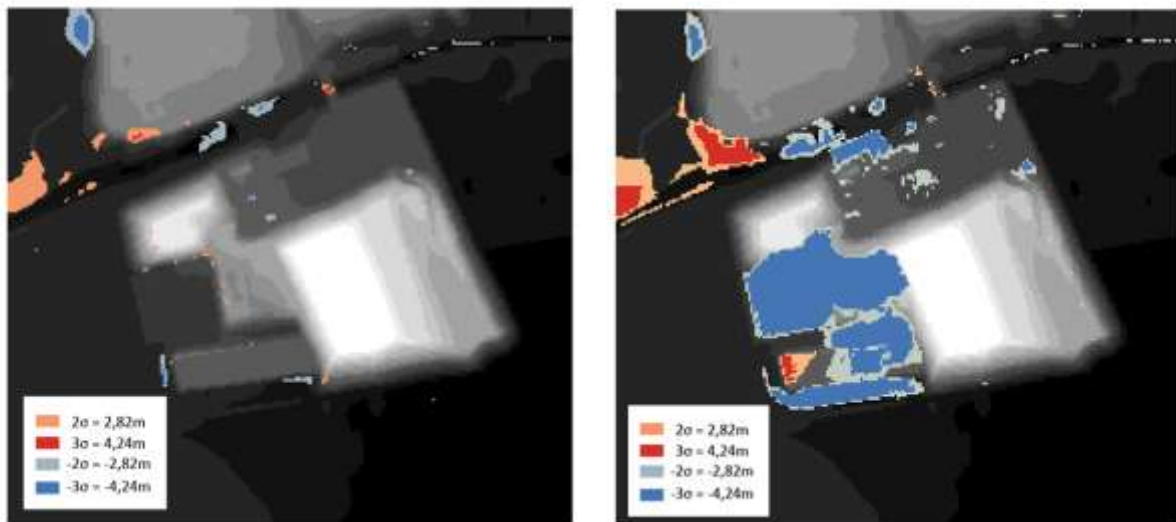 2σ = 2,82m
3σ = 4,24m
-2σ = -2,82m
-3σ = -4,24m
2σ = 2,82m
3σ = 4,24m
-2σ = -2,82m
-3σ = -4,24m